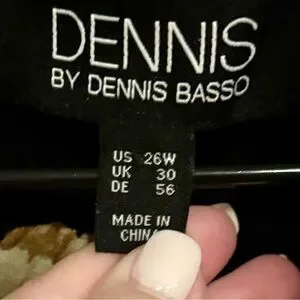 DENNIS
BY DENNIS BASSO
US 26W
UK 30
DE 56
MADE IN
CHINA